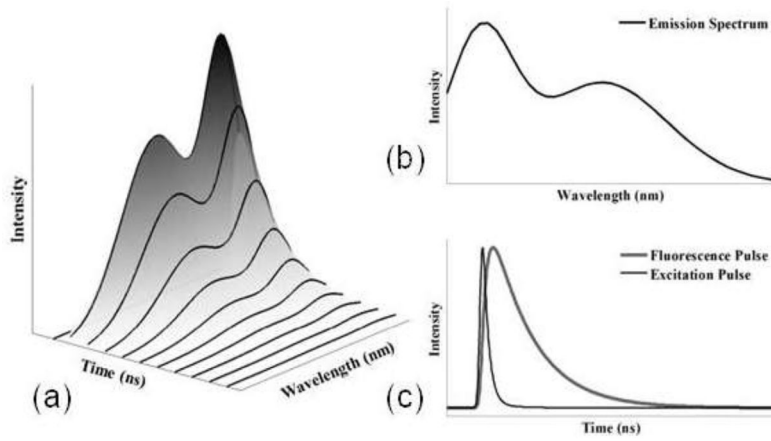 Intensity
Time (ns)
Wavelength (nm)
(a)
Emission Spectrum
Intensity
(b)
Wavelength (nm)
Fluorescence Pulse
Excitation Pulse
Intensity
(c)
Time (ns)